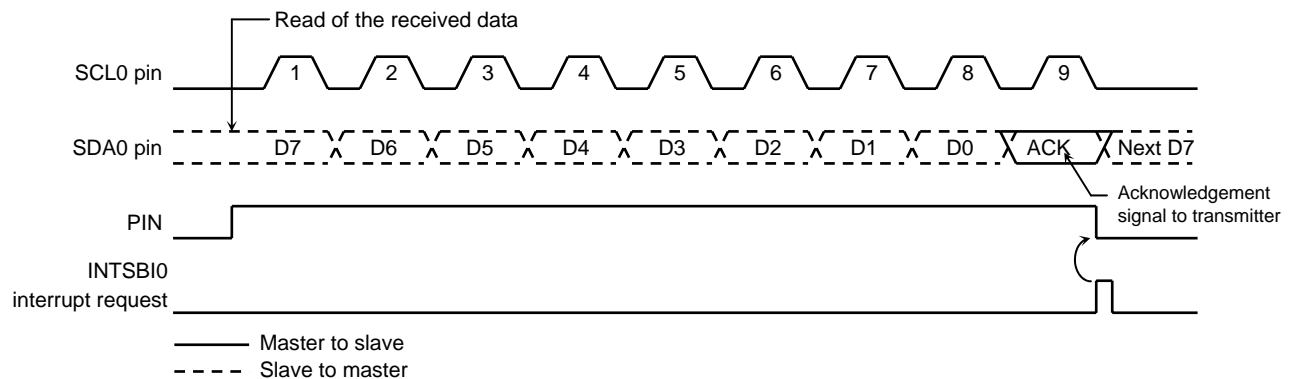 Read of the received data
SCL0 pin
1 2 3 4 5 6 7 8 9
SDA0 pin
D7 D6 D5 D4 D3 D2 D1 D0 ACK Next D7
Acknowledgement
signal to transmitter
PIN
INTSBI0
interrupt request
Master to slave
Slave to master